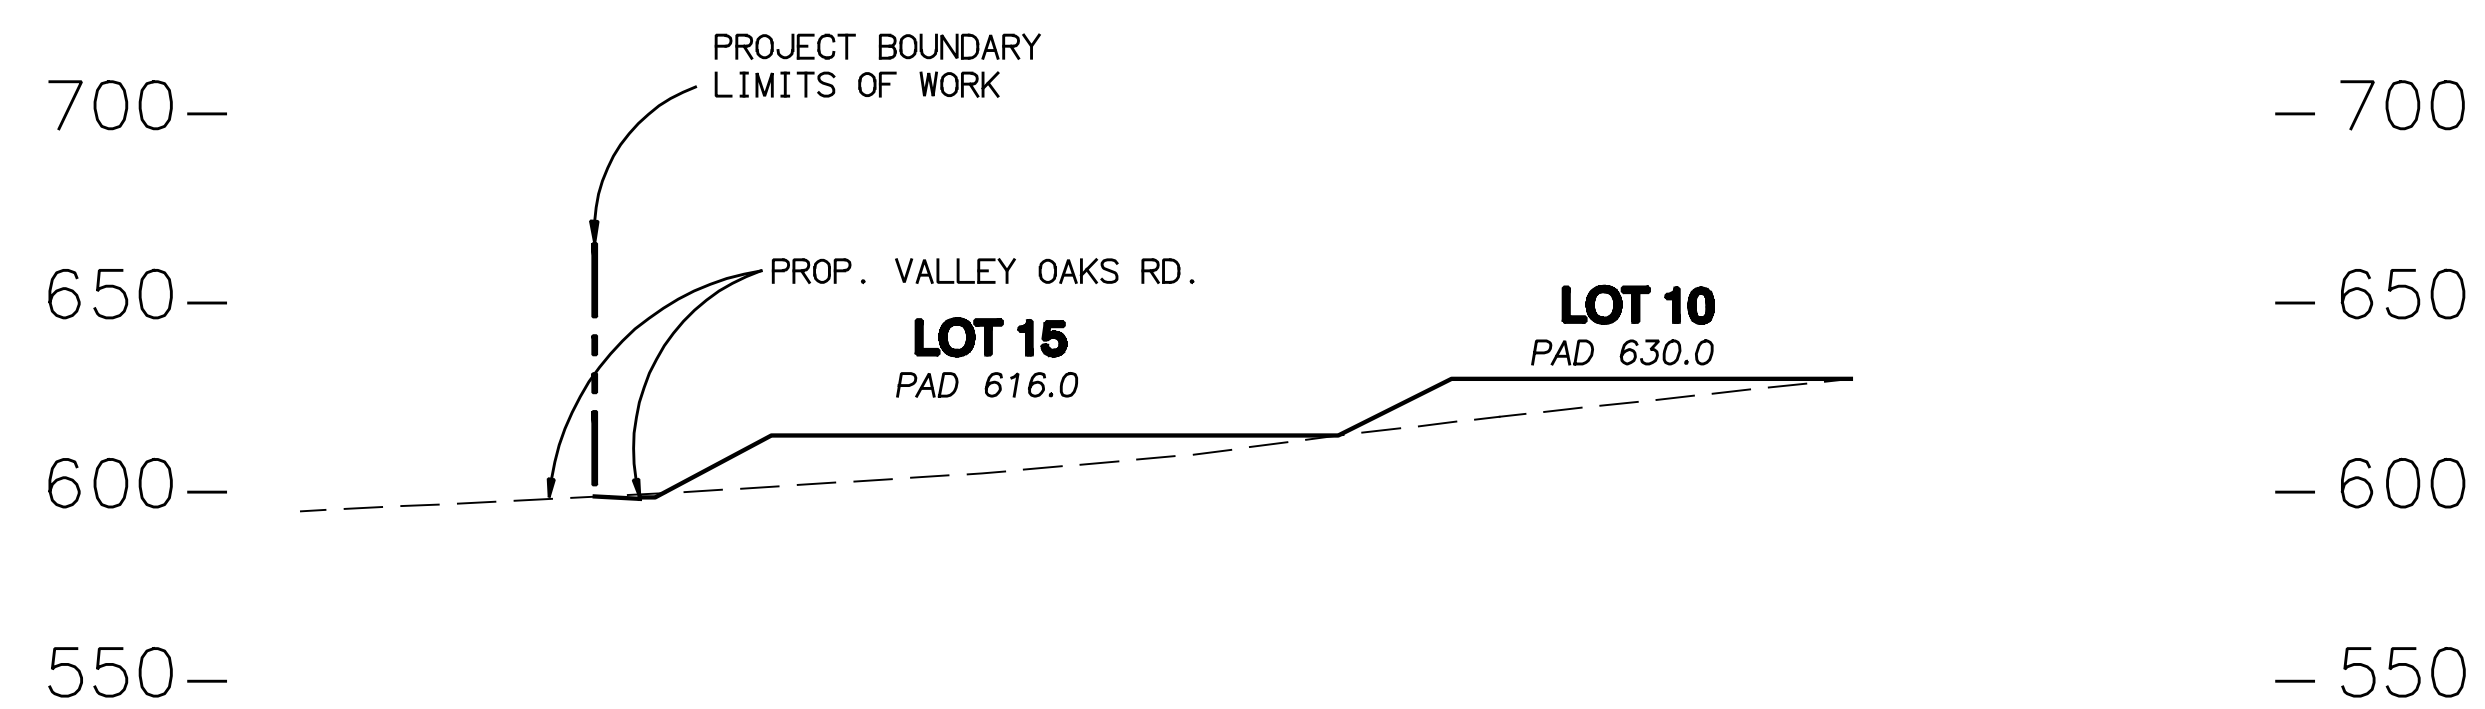 PROJECT BOUNDARY
LIMITS OF WORK
700 700
PROP. VALLEY OAKS RD.
650 650
LOT 10
PAD 630.0
LOT 15
PAD 616.0
600 600
550 550